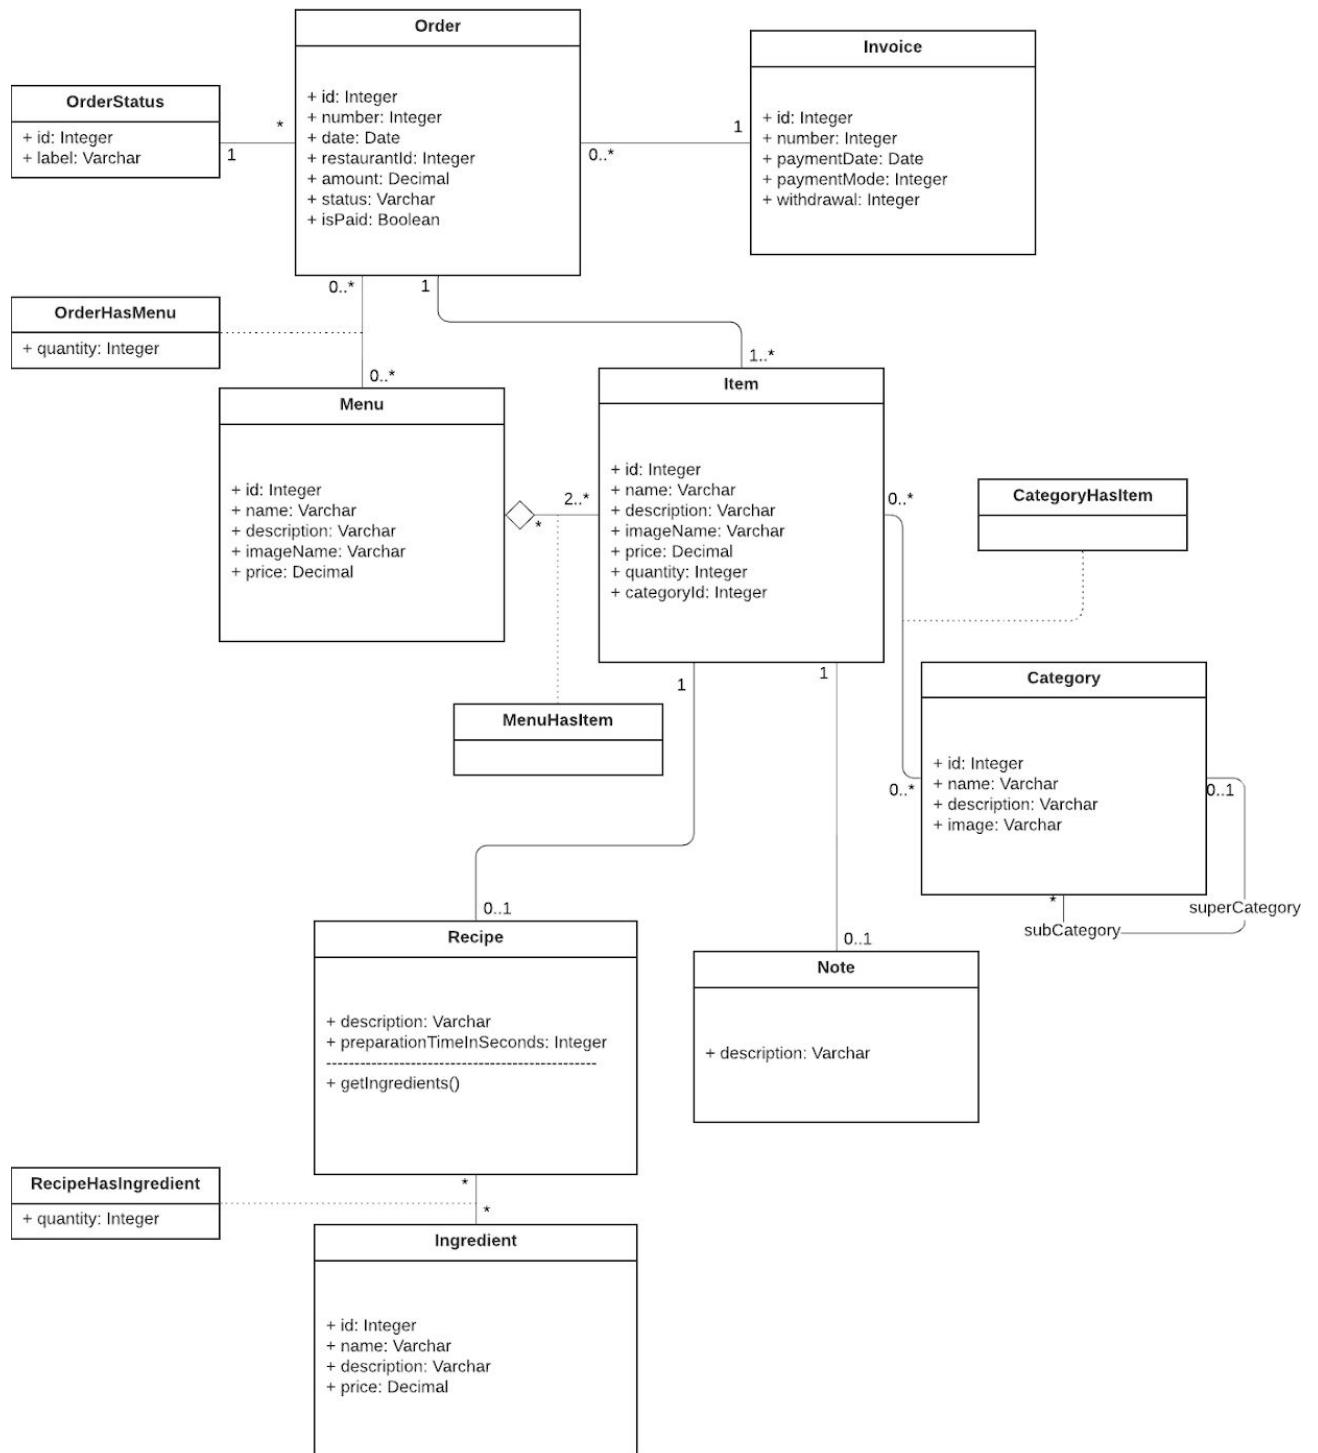 Order
+ id: Integer
+ number: Integer
+ date: Date
+ restaurantId: Integer
+ amount: Decimal
+ status: Varchar
+ isPaid: Boolean
Invoice
+ id: Integer
+ number: Integer
+ paymentDate: Date
+ paymentMode: Integer
+ withdrawal: Integer
OrderStatus
+ id: Integer
+ label: Varchar
1
*
0..*
1
0..*
1
OrderHasMenu
+ quantity: Integer
0..*
1..*
Menu
+ id: Integer
+ name: Varchar
+ description: Varchar
+ imageName: Varchar
+ price: Decimal
Item
+ id: Integer
+ name: Varchar
+ description: Varchar
+ imageName: Varchar
+ price: Decimal
+ quantity: Integer
+ categoryId: Integer
*
2..*
0..*
CategoryHasItem
MenuHasItem
1
1
Category
+ id: Integer
+ name: Varchar
+ description: Varchar
+ image: Varchar
0..*
0..1
*
superCategory
subCategory
0..1
Recipe
+ description: Varchar
+ preparationTimeInSeconds: Integer
-------------------------------------------------
+ getIngredients()
0..1
Note
+ description: Varchar
RecipeHasIngredient
+ quantity: Integer
*
*
Ingredient
+ id: Integer
+ name: Varchar
+ description: Varchar
+ price: Decimal